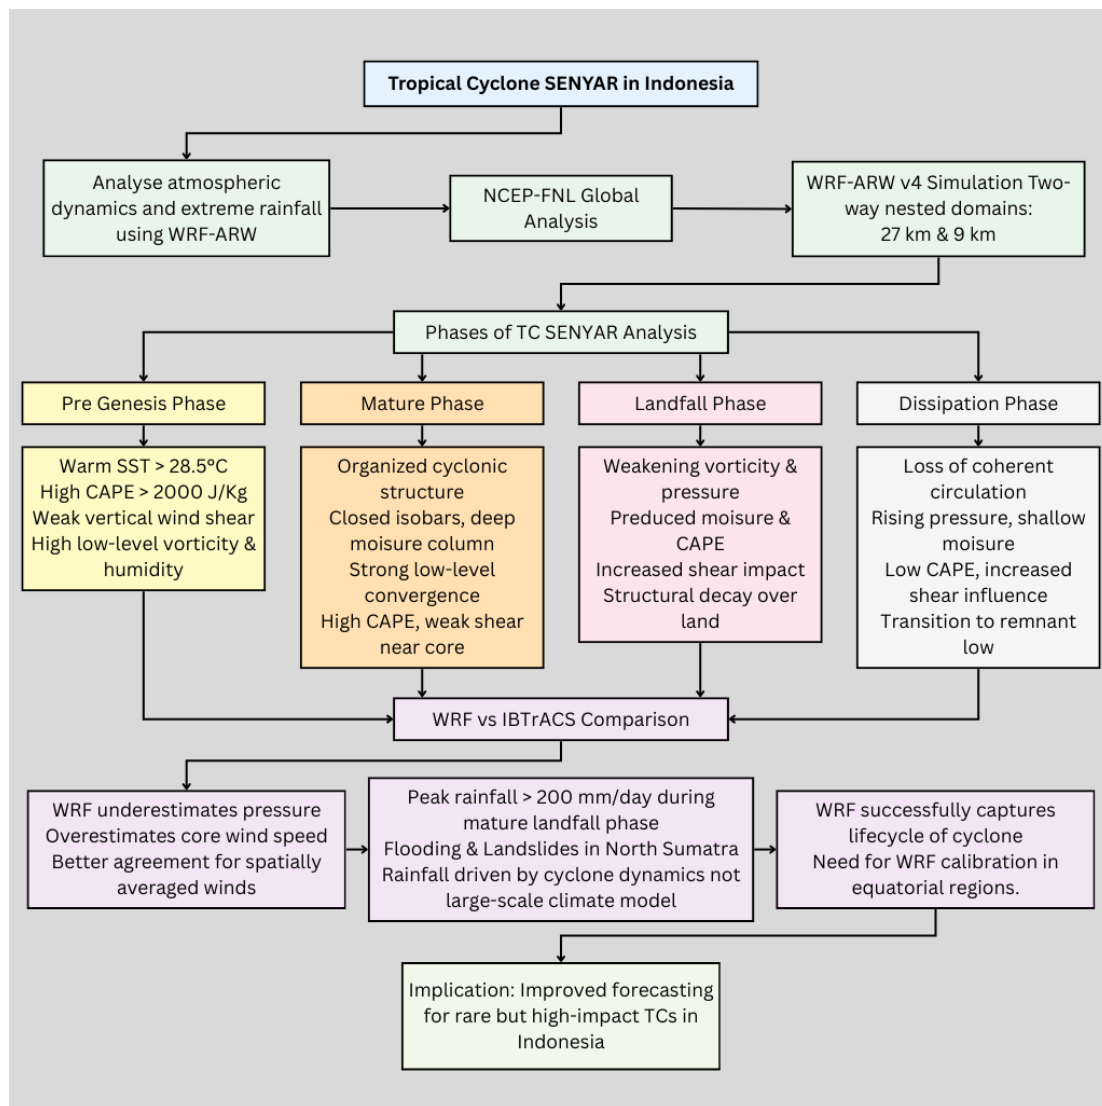 Tropical Cyclone SENYAR in Indonesia
Analyse atmospheric
dynamics and extreme rainfall
using WRF-ARW
NCEP-FNL Global
Analysis
WRF-ARW v4 Simulation Two-
way nested domains:
27 km & 9 km
Phases of TC SENYAR Analysis
Pre Genesis Phase
Mature Phase
Landfall Phase
Dissipation Phase
Warm SST > 28.5°C
High CAPE > 2000 J/Kg
Weak vertical wind shear
High low-level vorticity &
humidity
Organized cyclonic
structure
Closed isobars, deep
moisure column
Strong low-level
convergence
High CAPE, weak shear
near core
Weakening vorticity &
pressure
Preduced moisure &
CAPE
Increased shear impact
Structural decay over
land
Loss of coherent
circulation
Rising pressure, shallow
moisure
Low CAPE, increased
shear influence
Transition to remnant
low
WRF vs IBTrACS Comparison
WRF underestimates pressure
Overestimates core wind speed
Better agreement for spatially
averaged winds
Peak rainfall > 200 mm/day during
mature landfall phase
Flooding & Landslides in North Sumatra
Rainfall driven by cyclone dynamics not
large-scale climate model
WRF successfully captures
lifecycle of cyclone
Need for WRF calibration in
equatorial regions.
Implication: Improved forecasting
for rare but high-impact TCs in
Indonesia